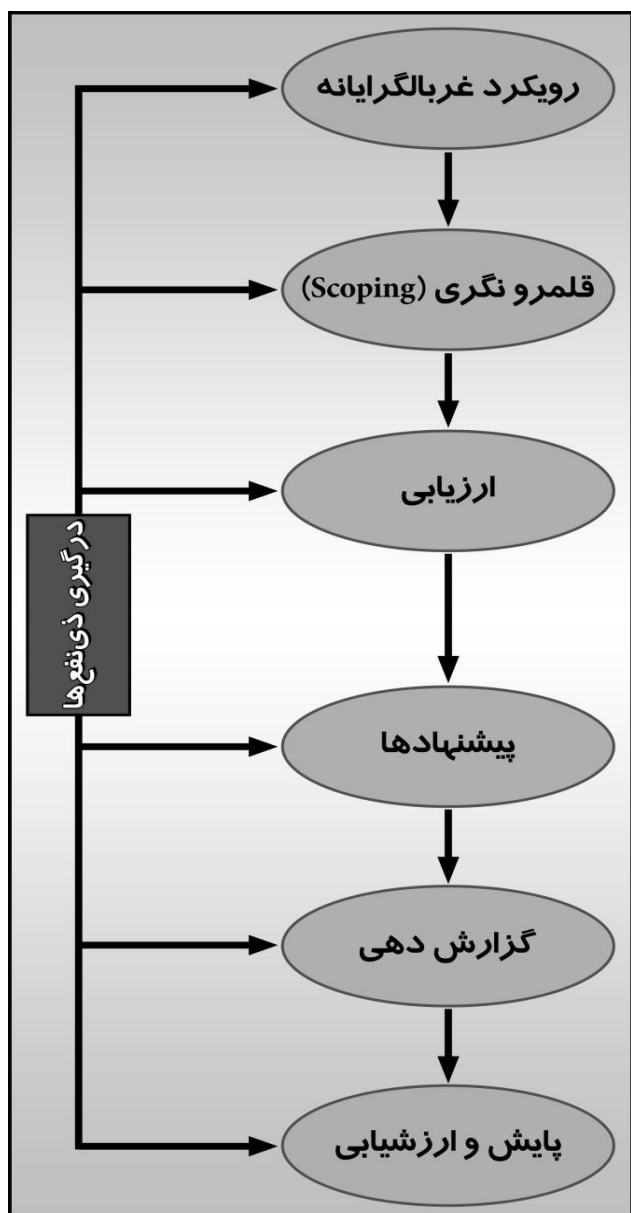 رویکرد غربالگرایانه
قلمرو نگری (Scoping)
ارزیابی
درگیری ذی‌نفع‌ها
پیشنهادها
گزارش دهی
پایش و ارزشیابی